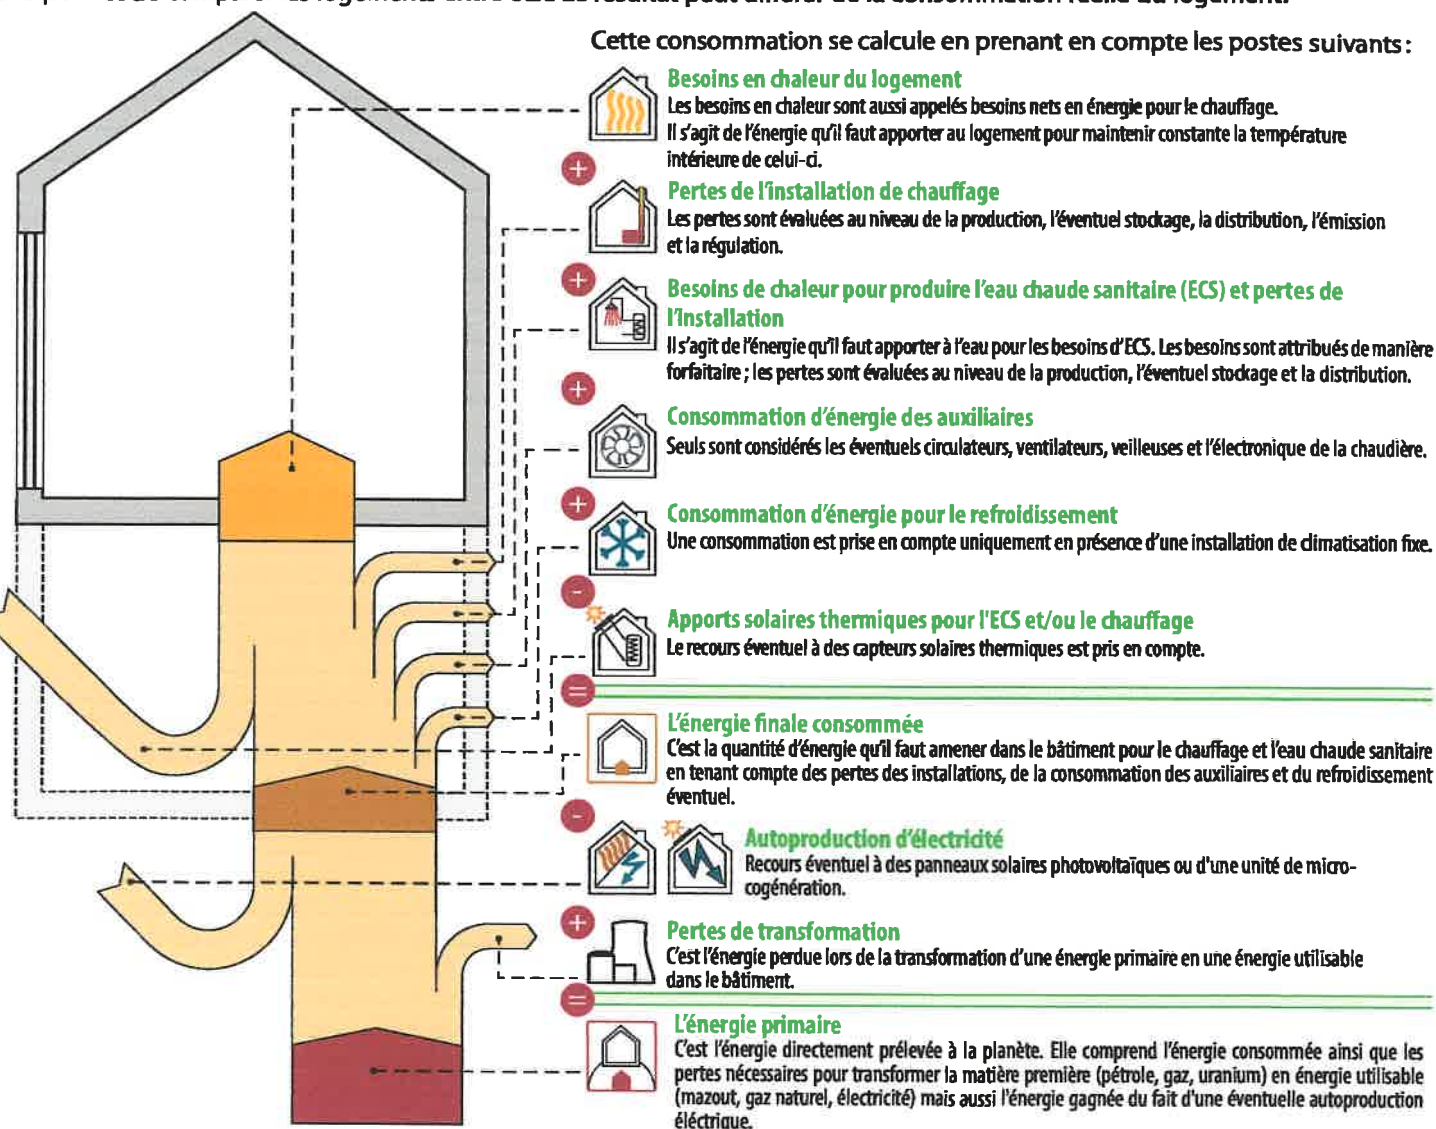 Cette consommation se calcule en prenant en compte les postes suivants :
Besoins en chaleur du logement
Les besoins en chaleur sont aussi appelés besoins nets en énergie pour le chauffage.
Il s'agit de l'énergie qu'il faut apporter au logement pour maintenir constante la température
intérieure de celui-ci.
+
Pertes de l'installation de chauffage
Les pertes sont évaluées au niveau de la production, l'éventuel stockage, la distribution, l'émission
et la régulation.
+
Besoins de chaleur pour produire l'eau chaude sanitaire (ECS) et pertes de
l'Installation
Il s'agit de l'énergie qu'il faut apporter à l'eau pour les besoins d'ECS. Les besoins sont attribués de manière
forfaitaire ; les pertes sont évaluées au niveau de la production, l'éventuel stockage et la distribution.
+
Consommation d'énergie des auxiliaires
Seuls sont considérés les éventuels circulateurs, ventilateurs, veilleuses et l'électronique de la chaudière.
+
Consommation d'énergie pour le refroidissement
Une consommation est prise en compte uniquement en présence d'une installation de climatisation fixe.
-
Apports solaires thermiques pour l'ECS et/ou le chauffage
Le recours éventuel à des capteurs solaires thermiques est pris en compte.
=
L'énergie finale consommée
C'est la quantité d'énergie qu'il faut amener dans le bâtiment pour le chauffage et l'eau chaude sanitaire
en tenant compte des pertes des installations, de la consommation des auxiliaires et du refroidissement
éventuel.
-
Autoproduction d'électricité
Recours éventuel à des panneaux solaires photovoltaïques ou d'une unité de micro-
cogénération.
+
Pertes de transformation
C'est l'énergie perdue lors de la transformation d'une énergie primaire en une énergie utilisable
dans le bâtiment.
=
L'énergie primaire
C'est l'énergie directement prélevée à la planète. Elle comprend l'énergie consommée ainsi que les
pertes nécessaires pour transformer la matière première (pétrole, gaz, uranium) en énergie utilisable
(mazout, gaz naturel, électricité) mais aussi l'énergie gagnée du fait d'une éventuelle autoproduction
éléctrique.